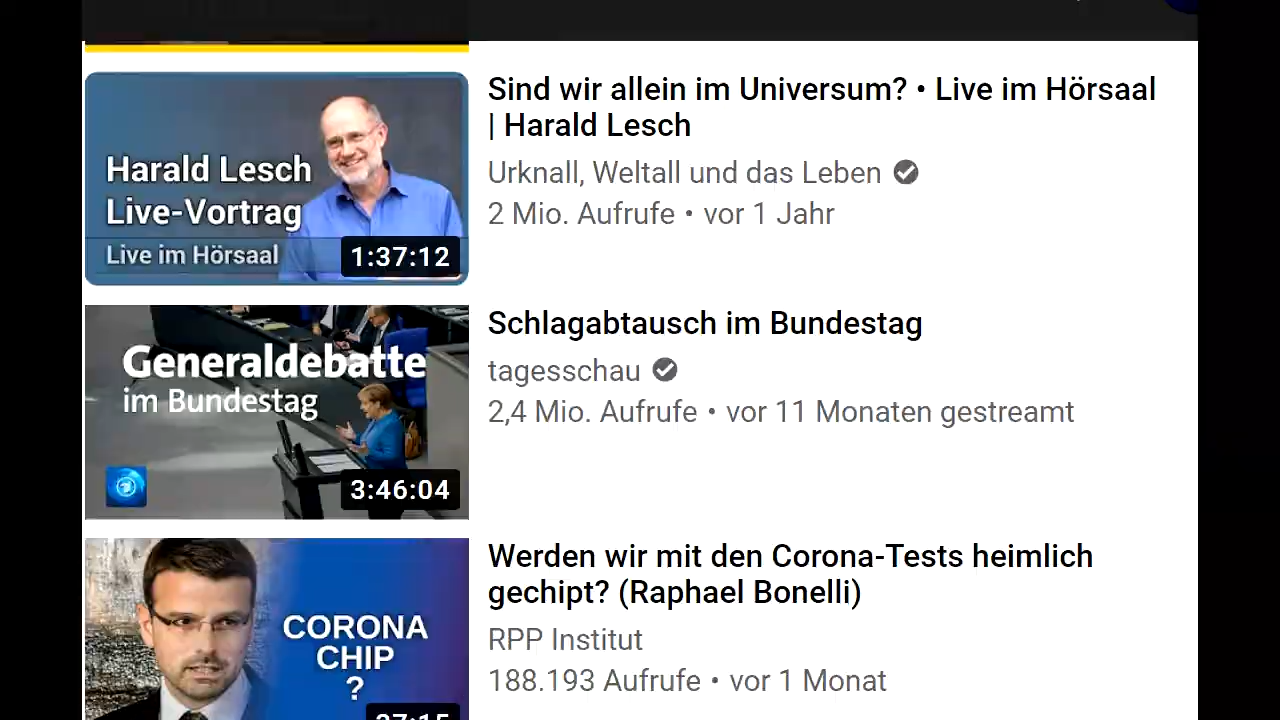 Harald Lesch
Live-Vortrag
Live im Hörsaal
1:37:12
Sind wir allein im Universum? • Live im Hörsaal
| Harald Lesch
Urknall, Weltall und das Leben
2 Mio. Aufrufe • vor 1 Jahr
Generaldebatte
im Bundestag
3:46:04
Schlagabtausch im Bundestag
tagesschau
2,4 Mio. Aufrufe • vor 11 Monaten gestreamt
CORONA
CHIP
?
Werden wir mit den Corona-Tests heimlich
gechipt? (Raphael Bonelli)
RPP Institut
188.193 Aufrufe • vor 1 Monat